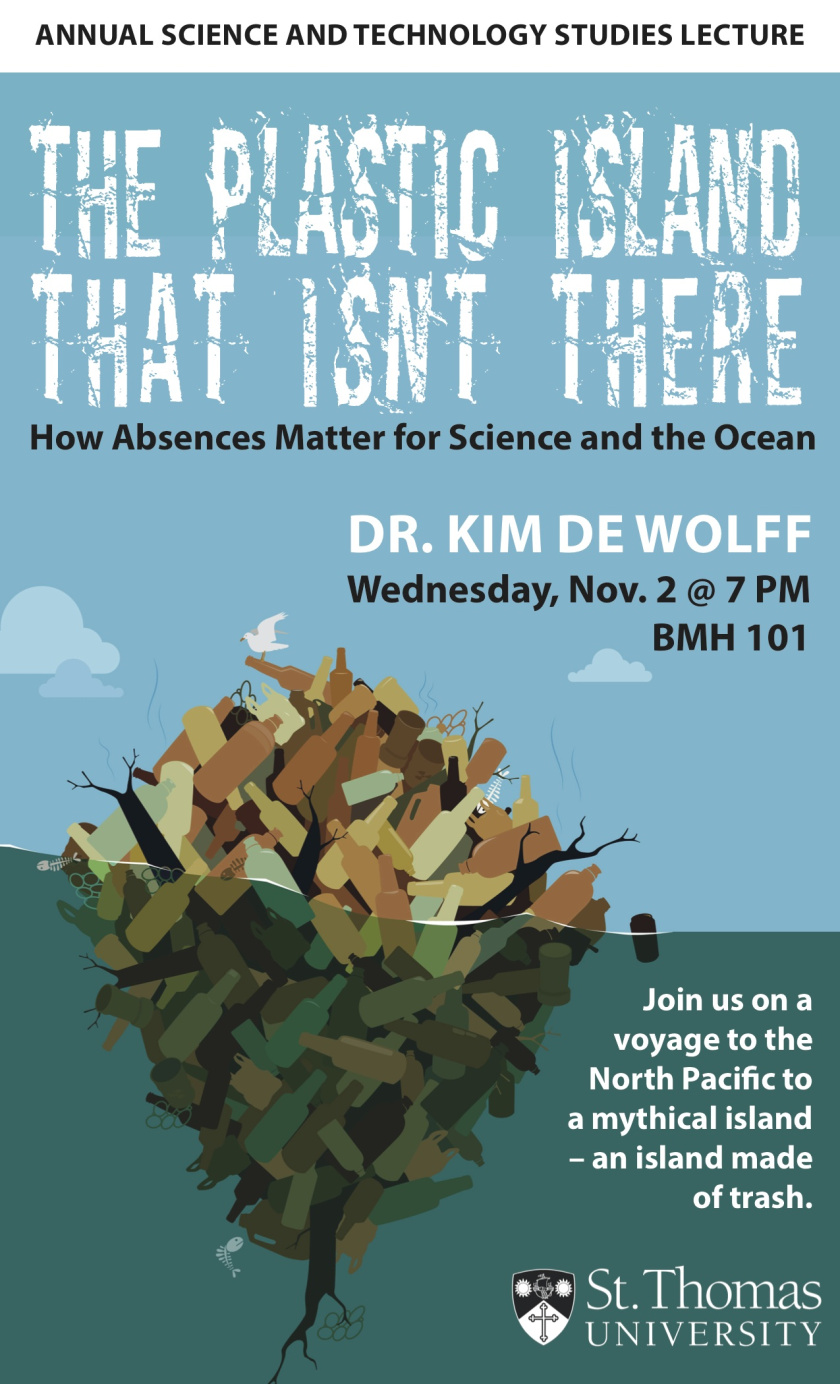 ANNUAL SCIENCE AND TECHNOLOGY STUDIES LECTURE
THE PLASTIC ISLAND
THAT ISNT THERE
How Absences Matter for Science and the Ocean
DR. KIM DE WOLFF
Wednesday, Nov. 2 @ 7 PM
BMH 101
Join us on a
voyage to the
North Pacific to
a mythical island
– an island made
of trash.
St. Thomas
UNIVERSITY